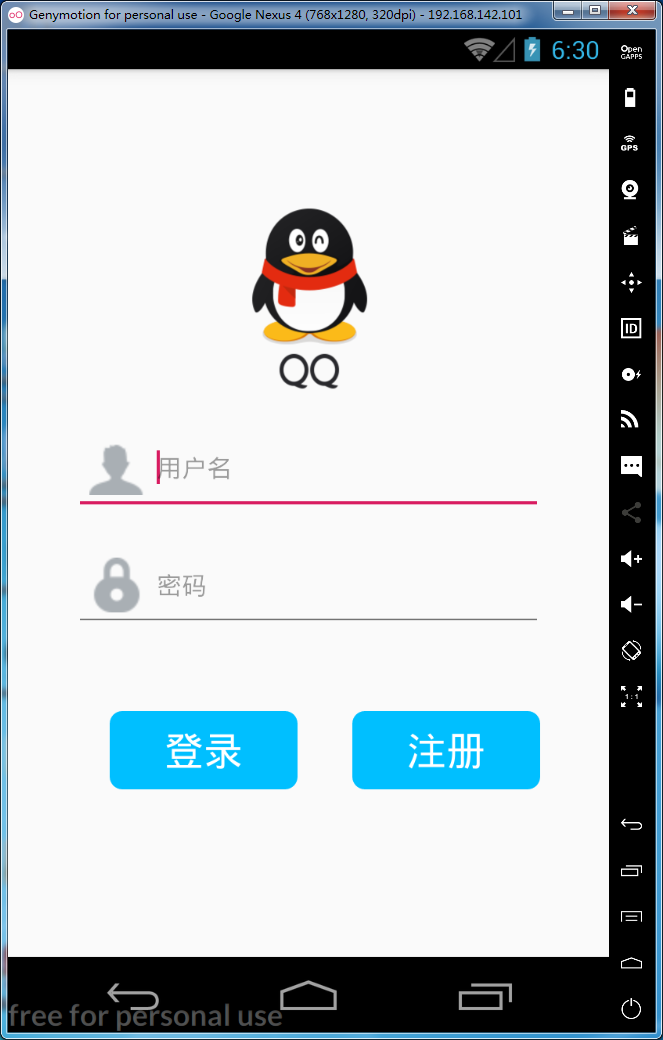 Genymotion for personal use - Google Nexus 4 (768x1280, 320dpi) - 192.168.142.101
6:30
Open
GAPPS
GPS
ID
QQ
用户名
密码
1:1
登录
注册
free for personal use